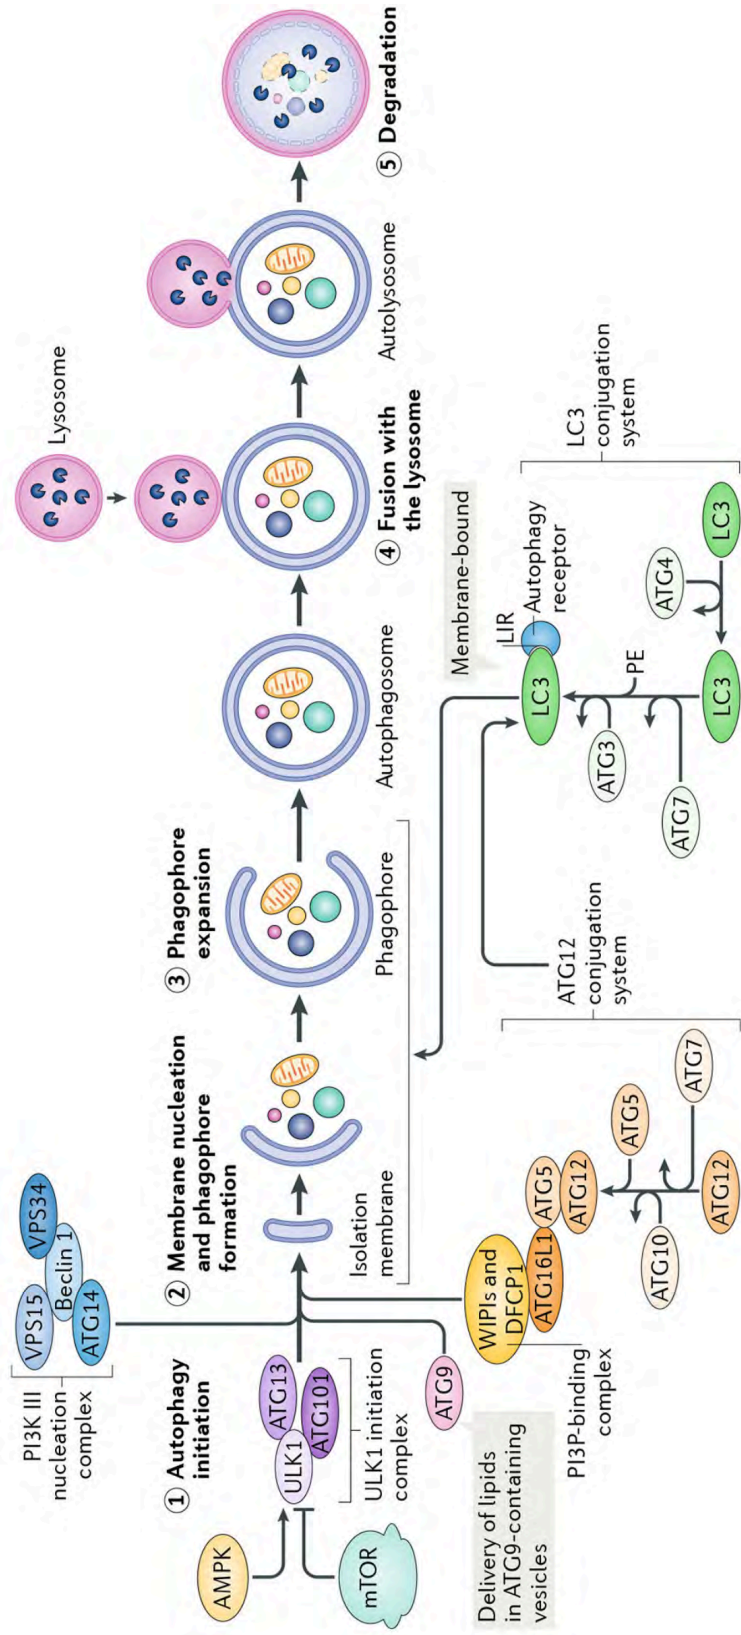 PI3K III
nucleation
complex
VPS15
VPS34
Beclin 1
ATG14
Lysosome
① Autophagy
initiation
② Membrane nucleation
and phagophore
formation
③ Phagophore
expansion
AMPK
mTOR
ULK1
ATG13
ATG101
ULK1 initiation
complex
Isolation
membrane
Phagophore
Autophagosome
④ Fusion with
the lysosome
Autolysosome
⑤ Degradation
ATG9
Delivery of lipids
in ATG9-containing
vesicles
WIPIs and
DFCP1
ATG16L1
ATG5
ATG12
PI3P-binding
complex
ATG5
ATG10
ATG7
ATG12
ATG12
conjugation
system
Membrane-bound
LIR
Autophagy
receptor
LC3
ATG3
PE
ATG7
LC3
ATG4
LC3
LC3
conjugation
system